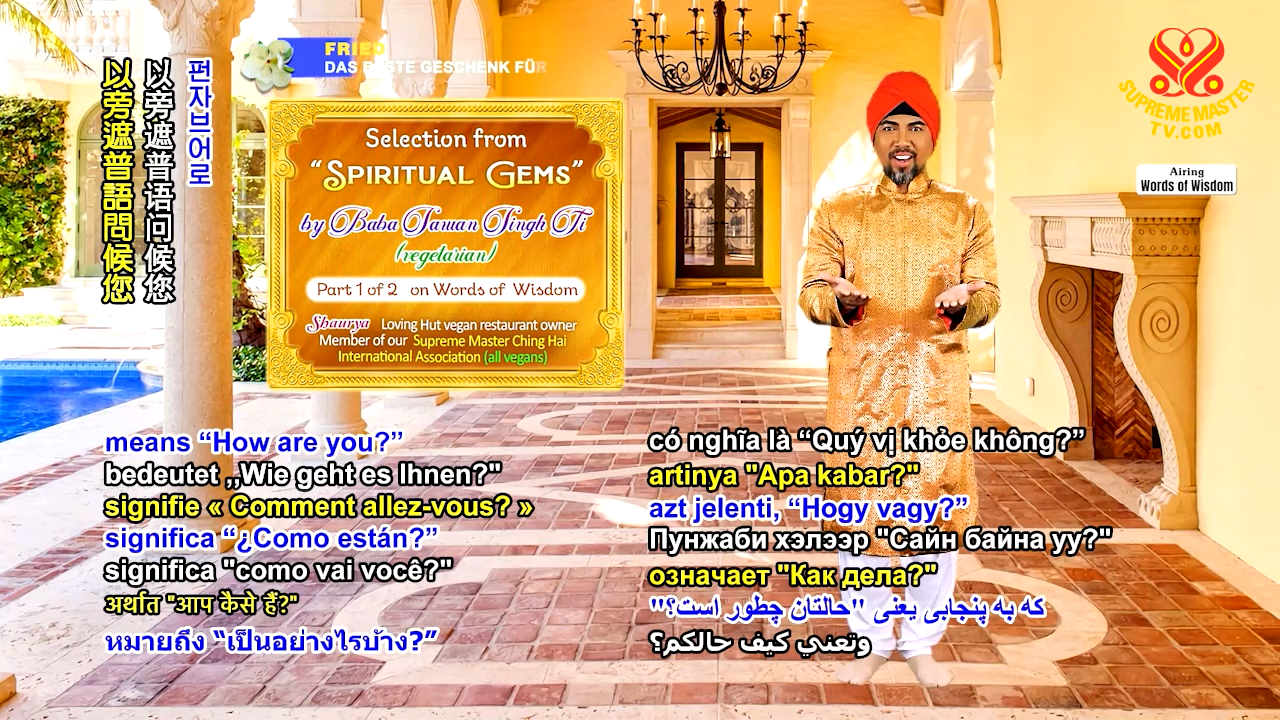 FRIED
DAS BESTE GESCHENK FÜR
SUPREME MASTER
TV.COM
Airing
Words of Wisdom
以旁遮普語問候您
以旁遮普语问候您
펀자브어로
Selection from
“SPIRITUAL GEMS”
by Baba Sawan Singh Ji
(vegetarian)
Part 1 of 2 on Words of Wisdom
Shaurya Loving Hut vegan restaurant owner
Member of our Supreme Master Ching Hai
International Association (all vegans)
means “How are you?”
bedeutet ,,Wie geht es Ihnen?"
signifie « Comment allez-vous? »
significa “¿Como están?”
significa "como vai você?"
अर्थात "आप कैसे हैं?"
หมายถึง “เป็นอย่างไรบ้าง?”
có nghĩa là “Quý vị khỏe không?”
artinya "Apa kabar?"
azt jelenti, “Hogy vagy?”
Пунжаби хэлээр "Сайн байна уу?"
означает "Как дела?"
که به پنجابی یعنی "حالتان چطور است؟"
وتعني كيف حالكم؟